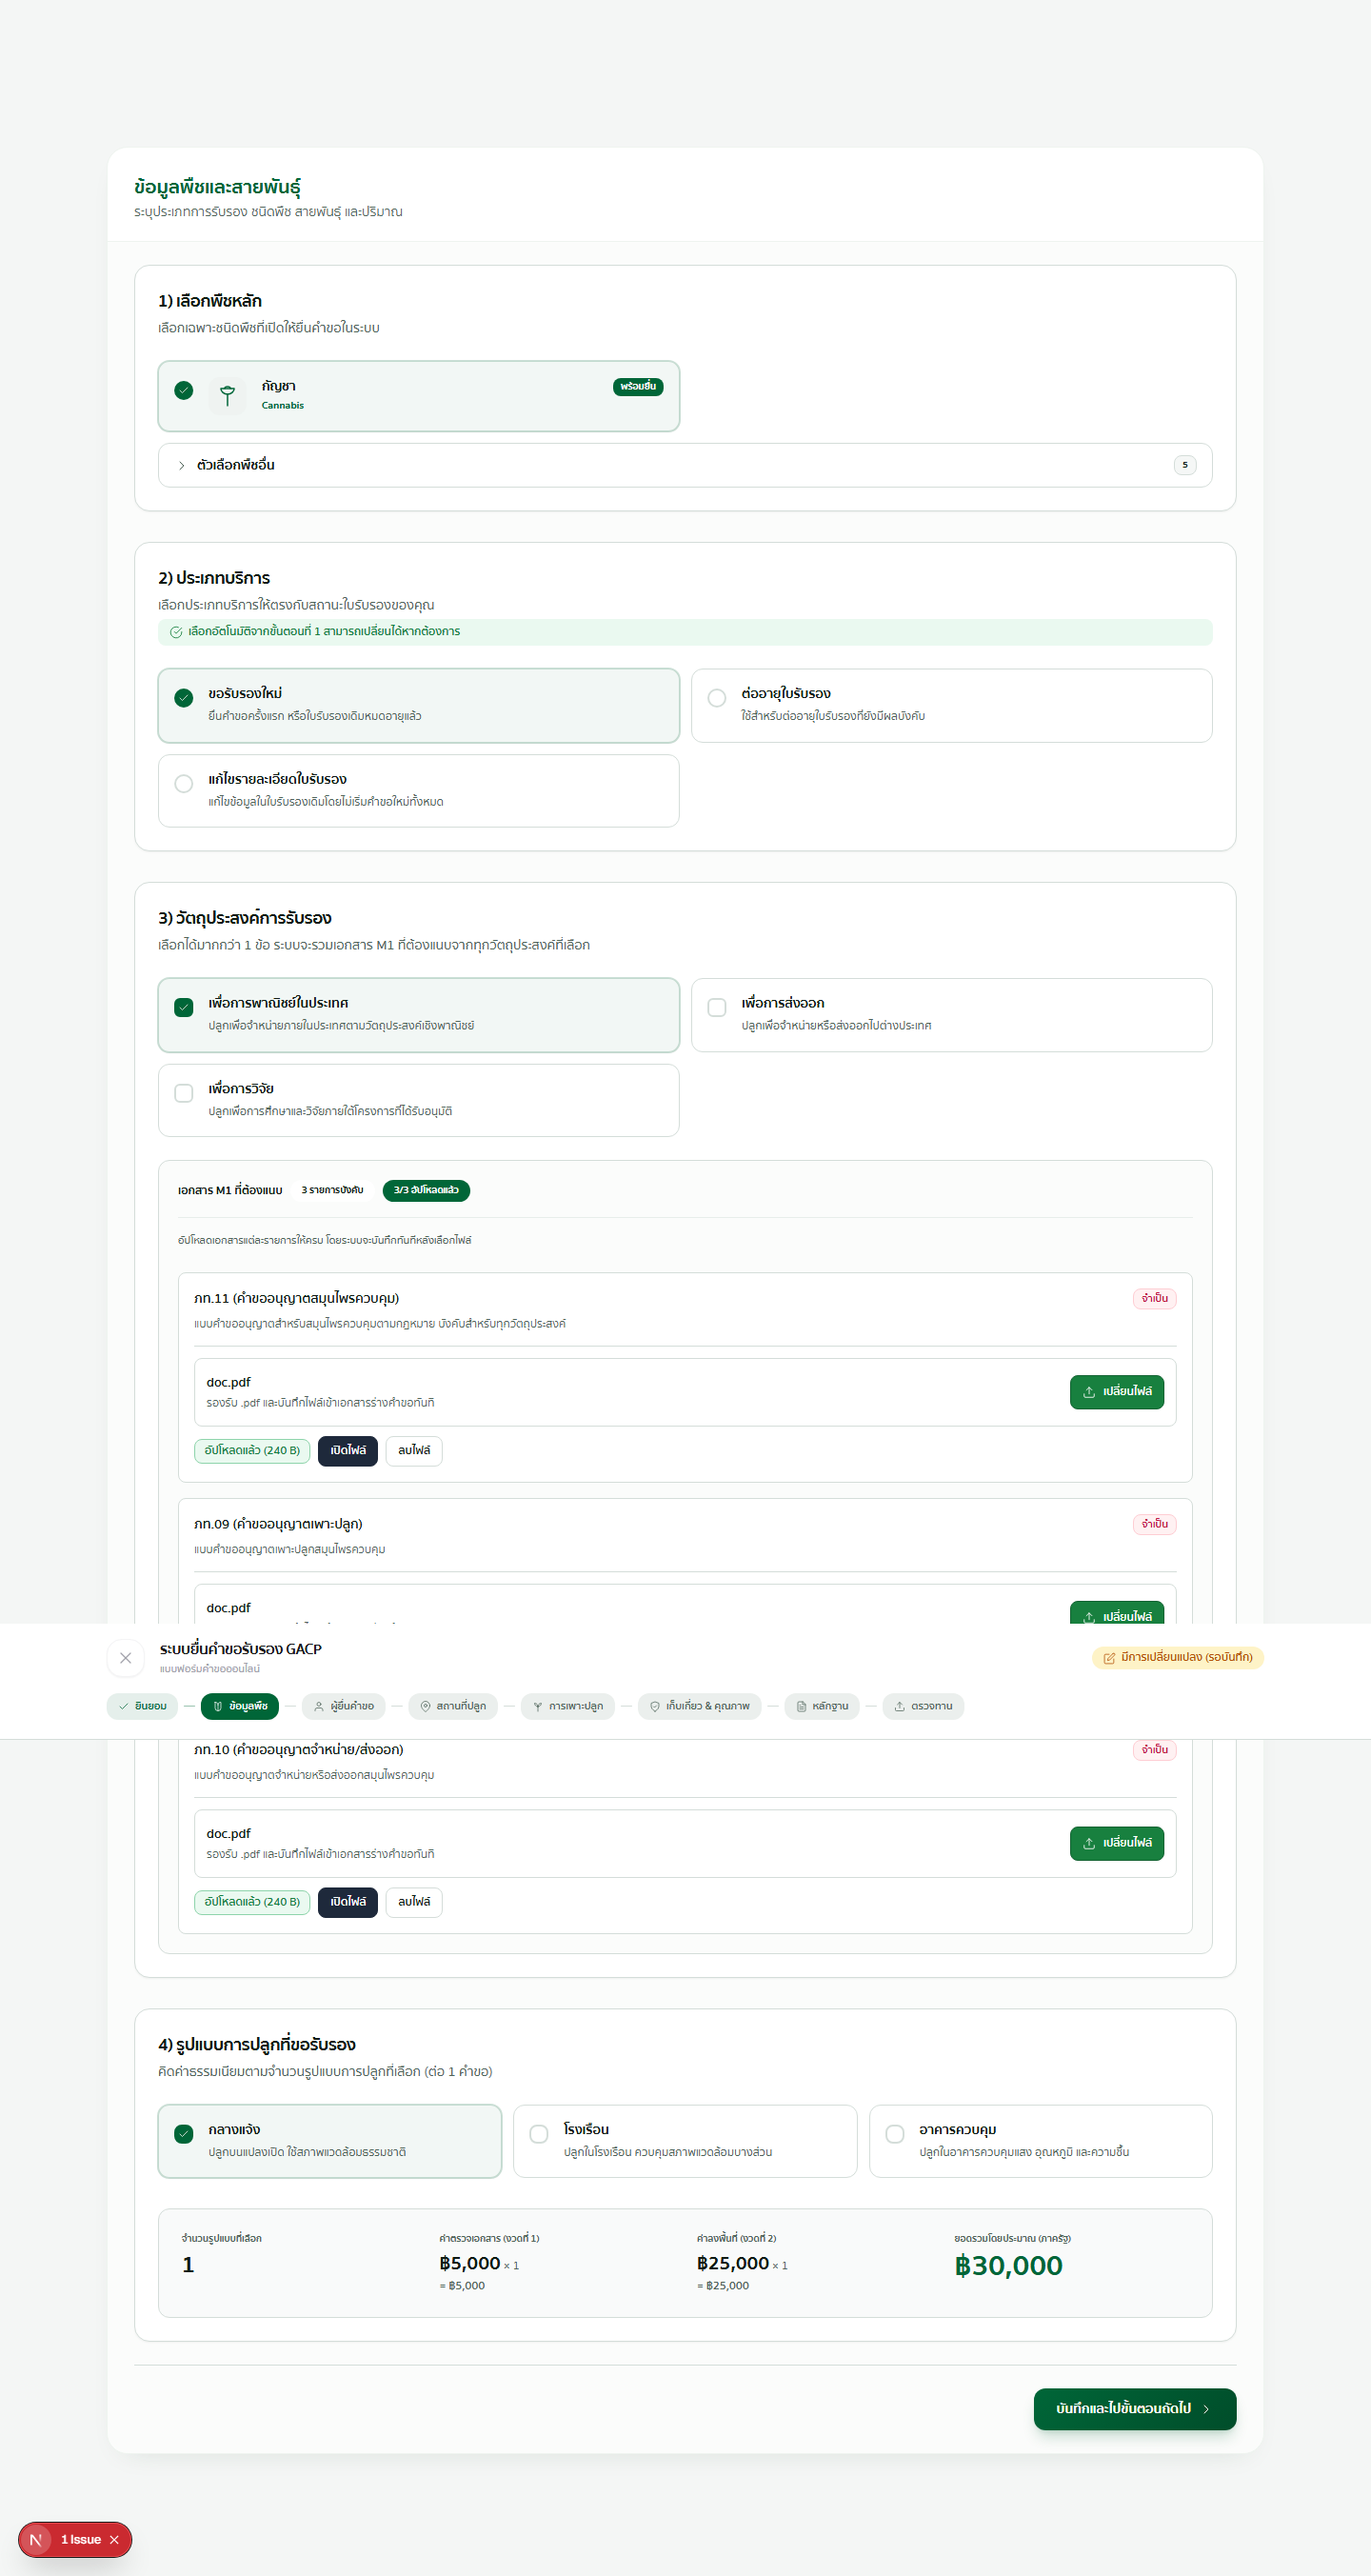 ข้อมูลพืชและสายพันธุ์
ระบุประเภทการรับรอง ชนิดพืช สายพันธุ์ และปริมาณ
1) เลือกพืชหลัก
เลือกเฉพาะชนิดพืชที่เปิดให้ยื่นคำขอในระบบ
กัญชา
พร้อมยื่น
Cannabis
ตัวเลือกพืชอื่น
5
2) ประเภทบริการ
เลือกประเภทบริการให้ตรงกับสถานะใบรับรองของคุณ
เลือกอัตโนมัติจากขั้นตอนที่ 1 สามารถเปลี่ยนได้หากต้องการ
ขอรับรองใหม่
ยื่นคำขอครั้งแรก หรือใบรับรองเดิมหมดอายุแล้ว
ต่ออายุใบรับรอง
ใช้สำหรับต่ออายุใบรับรองที่ยังมีผลบังคับ
แก้ไขรายละเอียดใบรับรอง
แก้ไขข้อมูลในใบรับรองเดิมโดยไม่เริ่มคำขอใหม่ทั้งหมด
3) วัตถุประสงค์การรับรอง
เลือกได้มากกว่า 1 ข้อ ระบบจะรวมเอกสาร M1 ที่ต้องแนบจากทุกวัตถุประสงค์ที่เลือก
เพื่อการพาณิชย์ในประเทศ
ปลูกเพื่อจำหน่ายภายในประเทศตามวัตถุประสงค์เชิงพาณิชย์
เพื่อการส่งออก
ปลูกเพื่อจำหน่ายหรือส่งออกไปต่างประเทศ
เพื่อการวิจัย
ปลูกเพื่อการศึกษาและวิจัยภายใต้โครงการที่ได้รับอนุมัติ
เอกสาร M1 ที่ต้องแนบ
3 รายการบังคับ
3/3 อัปโหลดแล้ว
อัปโหลดเอกสารแต่ละรายการให้ครบ โดยระบบจะบันทึกทันทีหลังเลือกไฟล์
ภท.11 (คำขออนุญาตสมุนไพรควบคุม)
จำเป็น
แบบคำขออนุญาตสำหรับสมุนไพรควบคุมตามกฎหมาย บังคับสำหรับทุกวัตถุประสงค์
doc.pdf
รองรับ .pdf และบันทึกไฟล์เข้าเอกสารร่างคำขอทันที
เปลี่ยนไฟล์
อัปโหลดแล้ว (240 B)
เปิดไฟล์
ลบไฟล์
ภท.09 (คำขออนุญาตเพาะปลูก)
จำเป็น
แบบคำขออนุญาตเพาะปลูกสมุนไพรควบคุม
doc.pdf
เปลี่ยนไฟล์
ระบบยื่นคำขอรับรอง GACP
แบบฟอร์มคำขอออนไลน์
มีการเปลี่ยนแปลง (รอบันทึก)
ยินยอม
ข้อมูลพืช
ผู้ยื่นคำขอ
สถานที่ปลูก
การเพาะปลูก
เก็บเกี่ยว & คุณภาพ
หลักฐาน
ตรวจทาน
ภท.10 (คำขออนุญาตจำหน่าย/ส่งออก)
จำเป็น
แบบคำขออนุญาตจำหน่ายหรือส่งออกสมุนไพรควบคุม
doc.pdf
รองรับ .pdf และบันทึกไฟล์เข้าเอกสารร่างคำขอทันที
เปลี่ยนไฟล์
อัปโหลดแล้ว (240 B)
เปิดไฟล์
ลบไฟล์
4) รูปแบบการปลูกที่ขอรับรอง
คิดค่าธรรมเนียมตามจำนวนรูปแบบการปลูกที่เลือก (ต่อ 1 คำขอ)
กลางแจ้ง
ปลูกบนแปลงเปิด ใช้สภาพแวดล้อมธรรมชาติ
โรงเรือน
ปลูกในโรงเรือน ควบคุมสภาพแวดล้อมบางส่วน
อาคารควบคุม
ปลูกในอาคารควบคุมแสง อุณหภูมิ และความชื้น
จำนวนรูปแบบที่เลือก
1
ค่าตรวจเอกสาร (งวดที่ 1)
฿5,000 × 1
= ฿5,000
ค่าลงพื้นที่ (งวดที่ 2)
฿25,000 × 1
= ฿25,000
ยอดรวมโดยประมาณ (ภาครัฐ)
฿30,000
บันทึกและไปขั้นตอนถัดไป
N
1 Issue